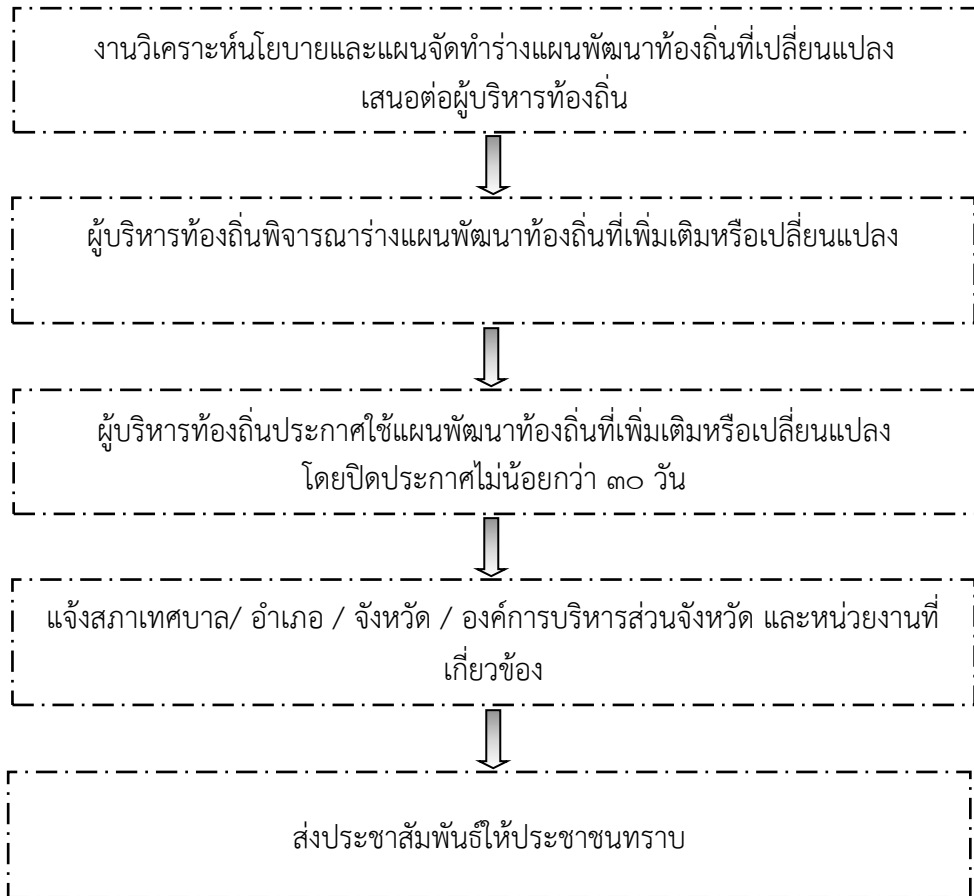 งานวิเคราะห์นโยบายและแผนจัดทำร่างแผนพัฒนาท้องถิ่นที่เปลี่ยนแปลง
เสนอต่อผู้บริหารท้องถิ่น
ผู้บริหารท้องถิ่นพิจารณาร่างแผนพัฒนาท้องถิ่นที่เพิ่มเติมหรือเปลี่ยนแปลง
ผู้บริหารท้องถิ่นประกาศใช้แผนพัฒนาท้องถิ่นที่เพิ่มเติมหรือเปลี่ยนแปลง
โดยปิดประกาศไม่น้อยกว่า ๓๐ วัน
แจ้งสภาเทศบาล/ อำเภอ / จังหวัด / องค์การบริหารส่วนจังหวัด และหน่วยงานที่
เกี่ยวข้อง
ส่งประชาสัมพันธ์ให้ประชาชนทราบ